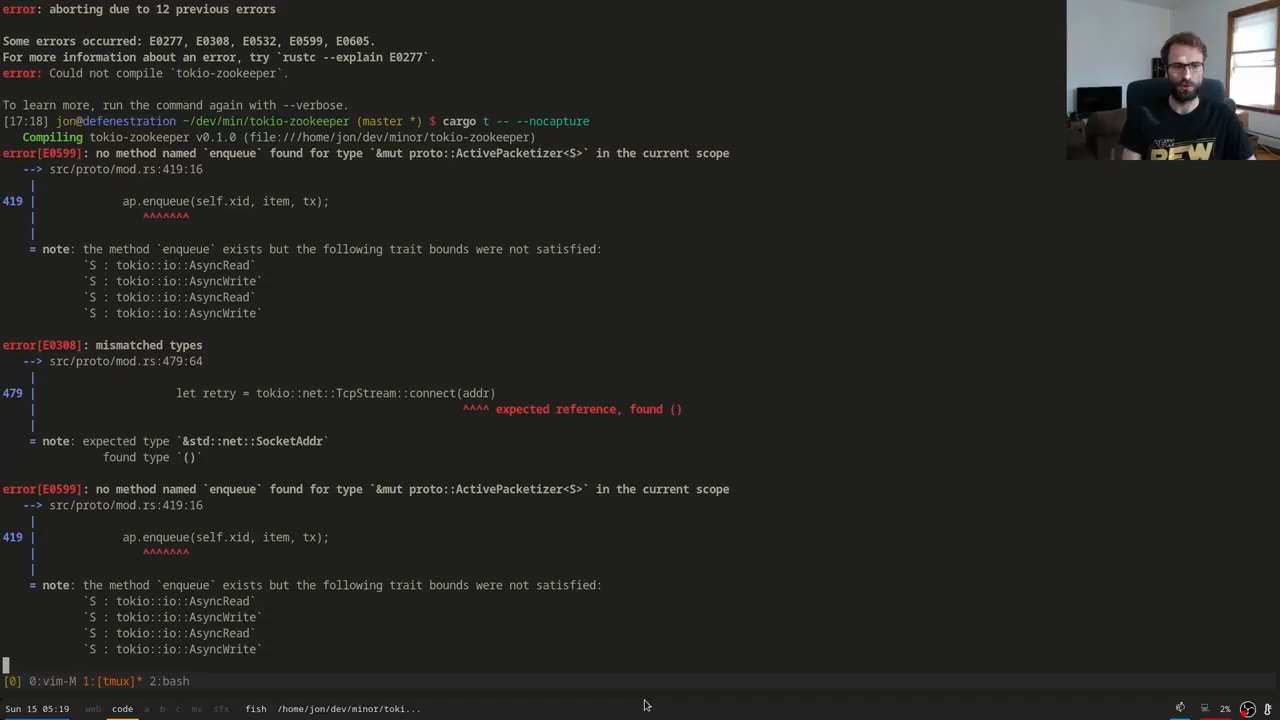 error: aborting due to 12 previous errors
Some errors occurred: E0277, E0308, E0532, E0599, E0605.
For more information about an error, try `rustc --explain E0277`.
error: Could not compile `tokio-zookeeper`.
To learn more, run the command again with --verbose.
[17:18] jon@defenestration ~/dev/min/tokio-zookeeper (master *) $ cargo t -- --nocapture
Compiling tokio-zookeeper v0.1.0 (file:///home/jon/dev/minor/tokio-zookeeper)
error[E0599]: no method named `enqueue` found for type `&mut proto::ActivePacketizer<S>` in the current scope
--> src/proto/mod.rs:419:16
|
419 | ap.enqueue(self.xid, item, tx);
| ^^^^^^^
|
= note: the method `enqueue` exists but the following trait bounds were not satisfied:
`S : tokio::io::AsyncRead`
`S : tokio::io::AsyncWrite`
`S : tokio::io::AsyncRead`
`S : tokio::io::AsyncWrite`
error[E0308]: mismatched types
--> src/proto/mod.rs:479:64
|
479 | let retry = tokio::net::TcpStream::connect(addr)
| ^^^^ expected reference, found ()
|
= note: expected type `&std::net::SocketAddr`
found type `()`
error[E0599]: no method named `enqueue` found for type `&mut proto::ActivePacketizer<S>` in the current scope
--> src/proto/mod.rs:419:16
|
419 | ap.enqueue(self.xid, item, tx);
| ^^^^^^^
|
= note: the method `enqueue` exists but the following trait bounds were not satisfied:
`S : tokio::io::AsyncRead`
`S : tokio::io::AsyncWrite`
`S : tokio::io::AsyncRead`
`S : tokio::io::AsyncWrite`
[0] 0:vim-M 1:[tmux]* 2:bash
Sun 15 05:19 web code a b c mx sfx fish /home/jon/dev/minor/toki... 2%